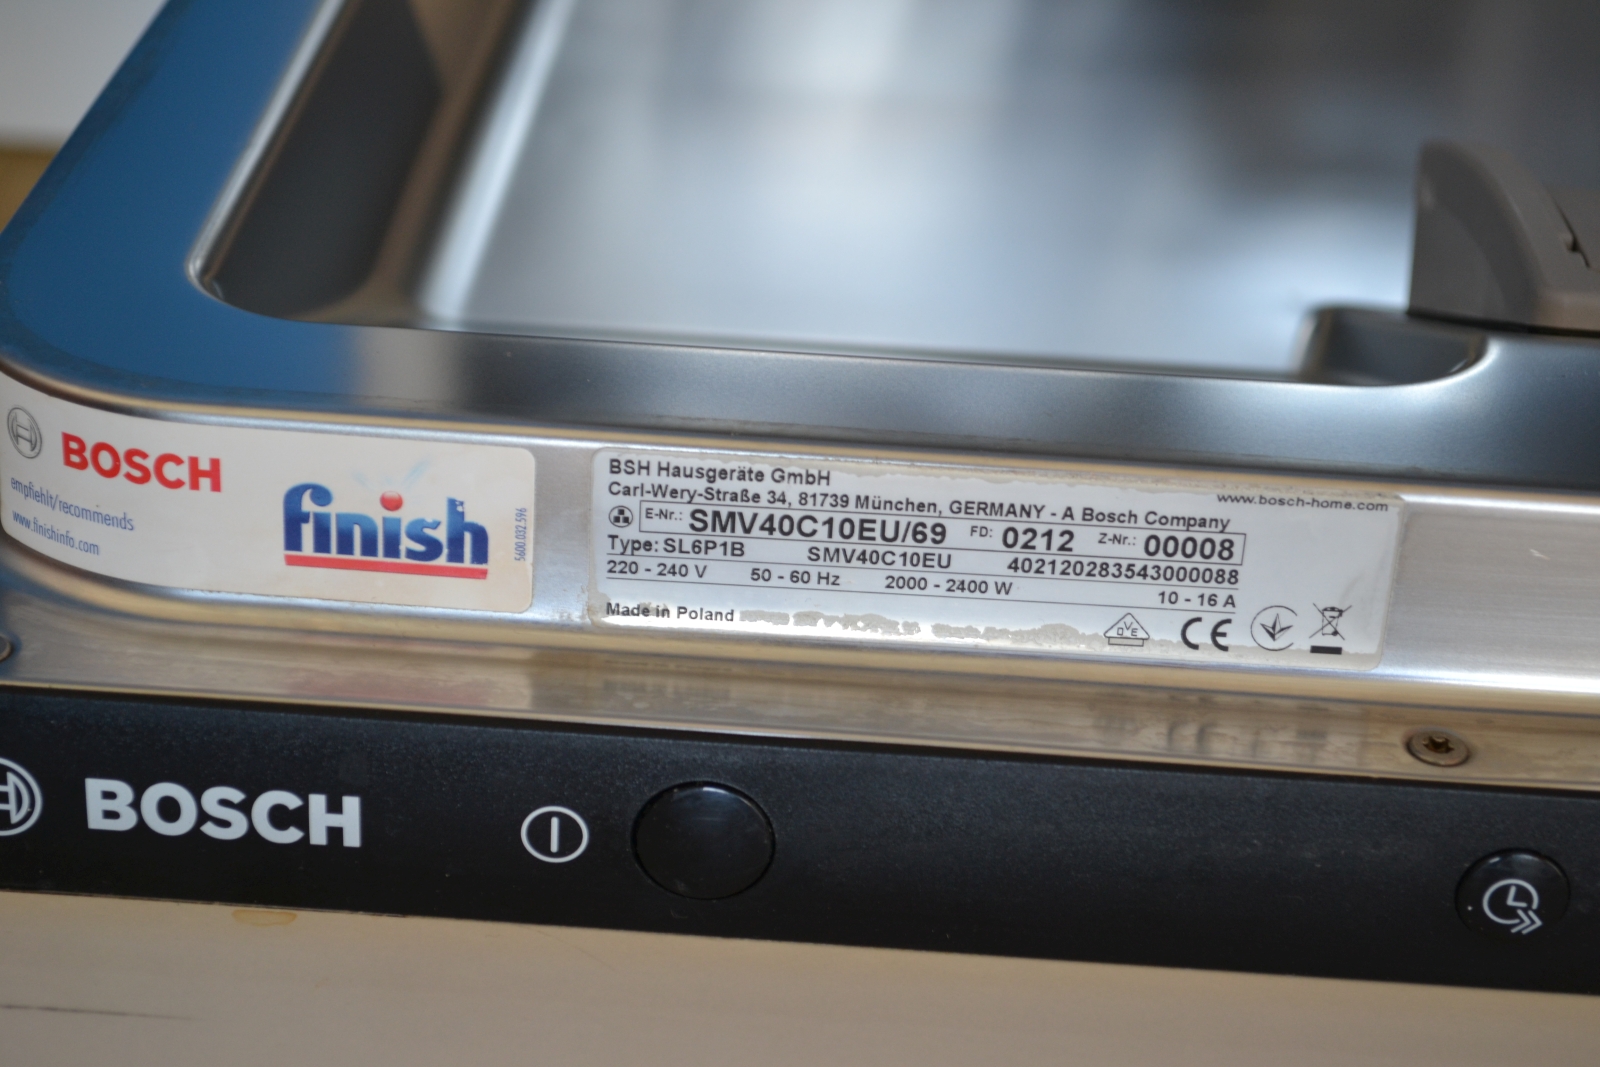 BOSCH
empfiehlt/recommends
www.finishinfo.com
finish
5600.032.596
BSH Hausgeräte GmbH
www.bosch-home.com
Carl-Wery-Straße 34, 81739 München, GERMANY - A Bosch Company
E-Nr.: SMV40C10EU/69 FD: 0212 Z-Nr.: 00008
Type: SL6P1B SMV40C10EU 402120283543000088
220 - 240 V 50 - 60 Hz 2000 - 2400 W 10 - 16 A
Made in Poland
OVE CE
BOSCH